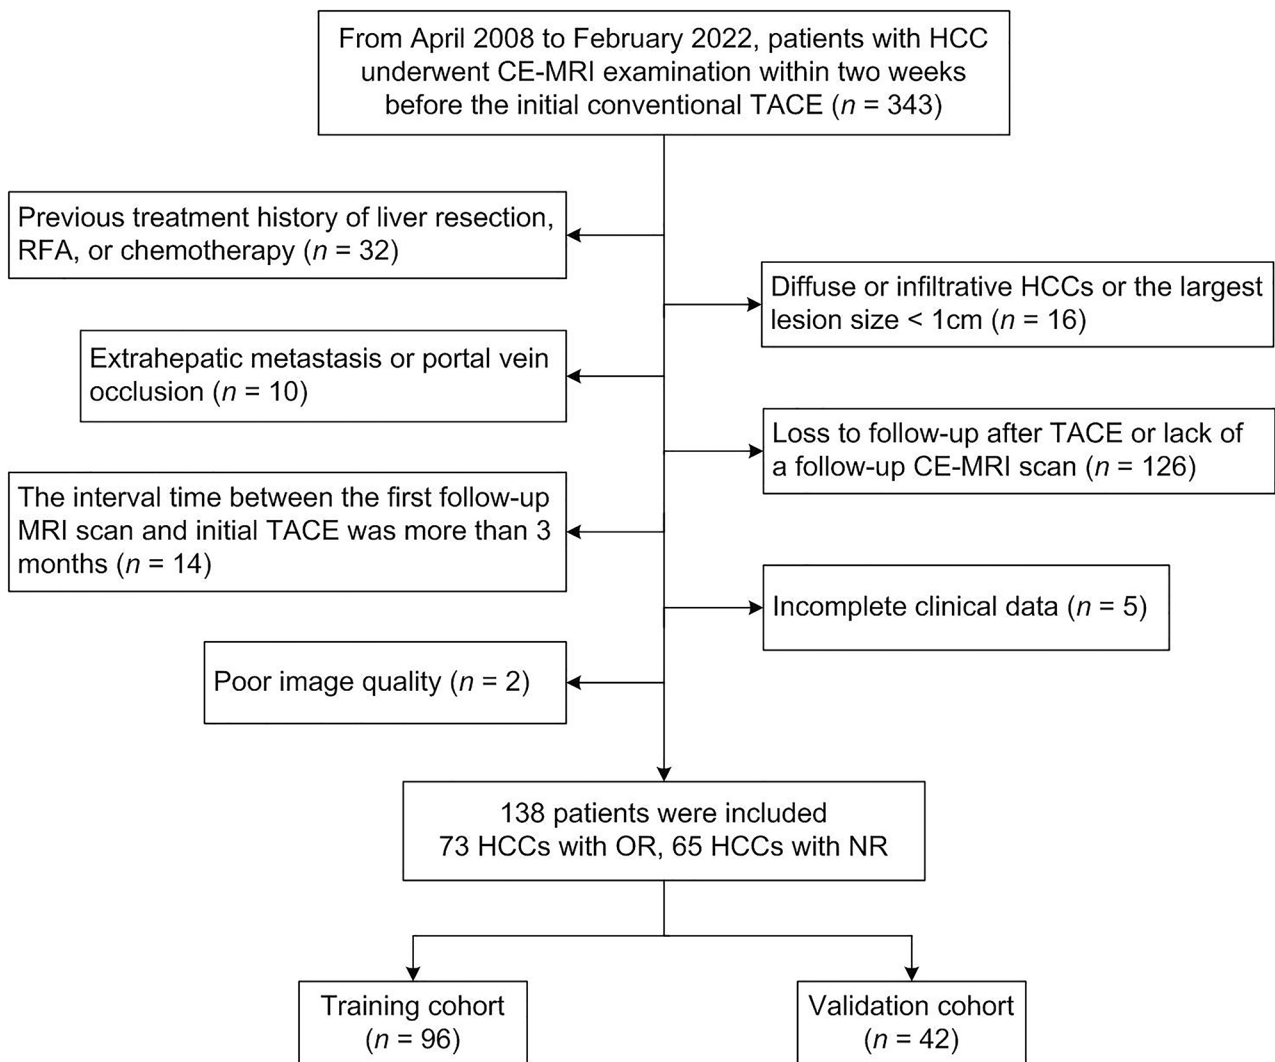 From April 2008 to February 2022, patients with HCC
underwent CE-MRI examination within two weeks
before the initial conventional TACE (n = 343)
Previous treatment history of liver resection,
RFA, or chemotherapy (n = 32)
Diffuse or infiltrative HCCs or the largest
lesion size < 1cm (n = 16)
Extrahepatic metastasis or portal vein
occlusion (n = 10)
Loss to follow-up after TACE or lack of
a follow-up CE-MRI scan (n = 126)
The interval time between the first follow-up
MRI scan and initial TACE was more than 3
months (n = 14)
Incomplete clinical data (n = 5)
Poor image quality (n = 2)
138 patients were included
73 HCCs with OR, 65 HCCs with NR
Training cohort
(n = 96)
Validation cohort
(n = 42)